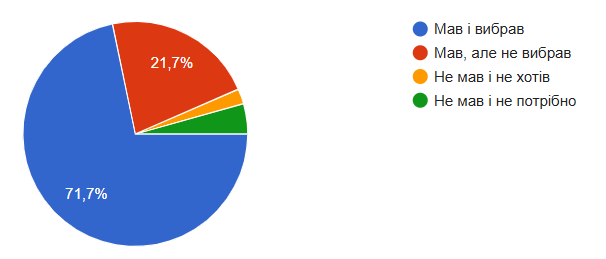 Мав і вибрав
Мав, але не вибрав
Не мав і не хотів
Не мав і не потрібно
21,7%
71,7%